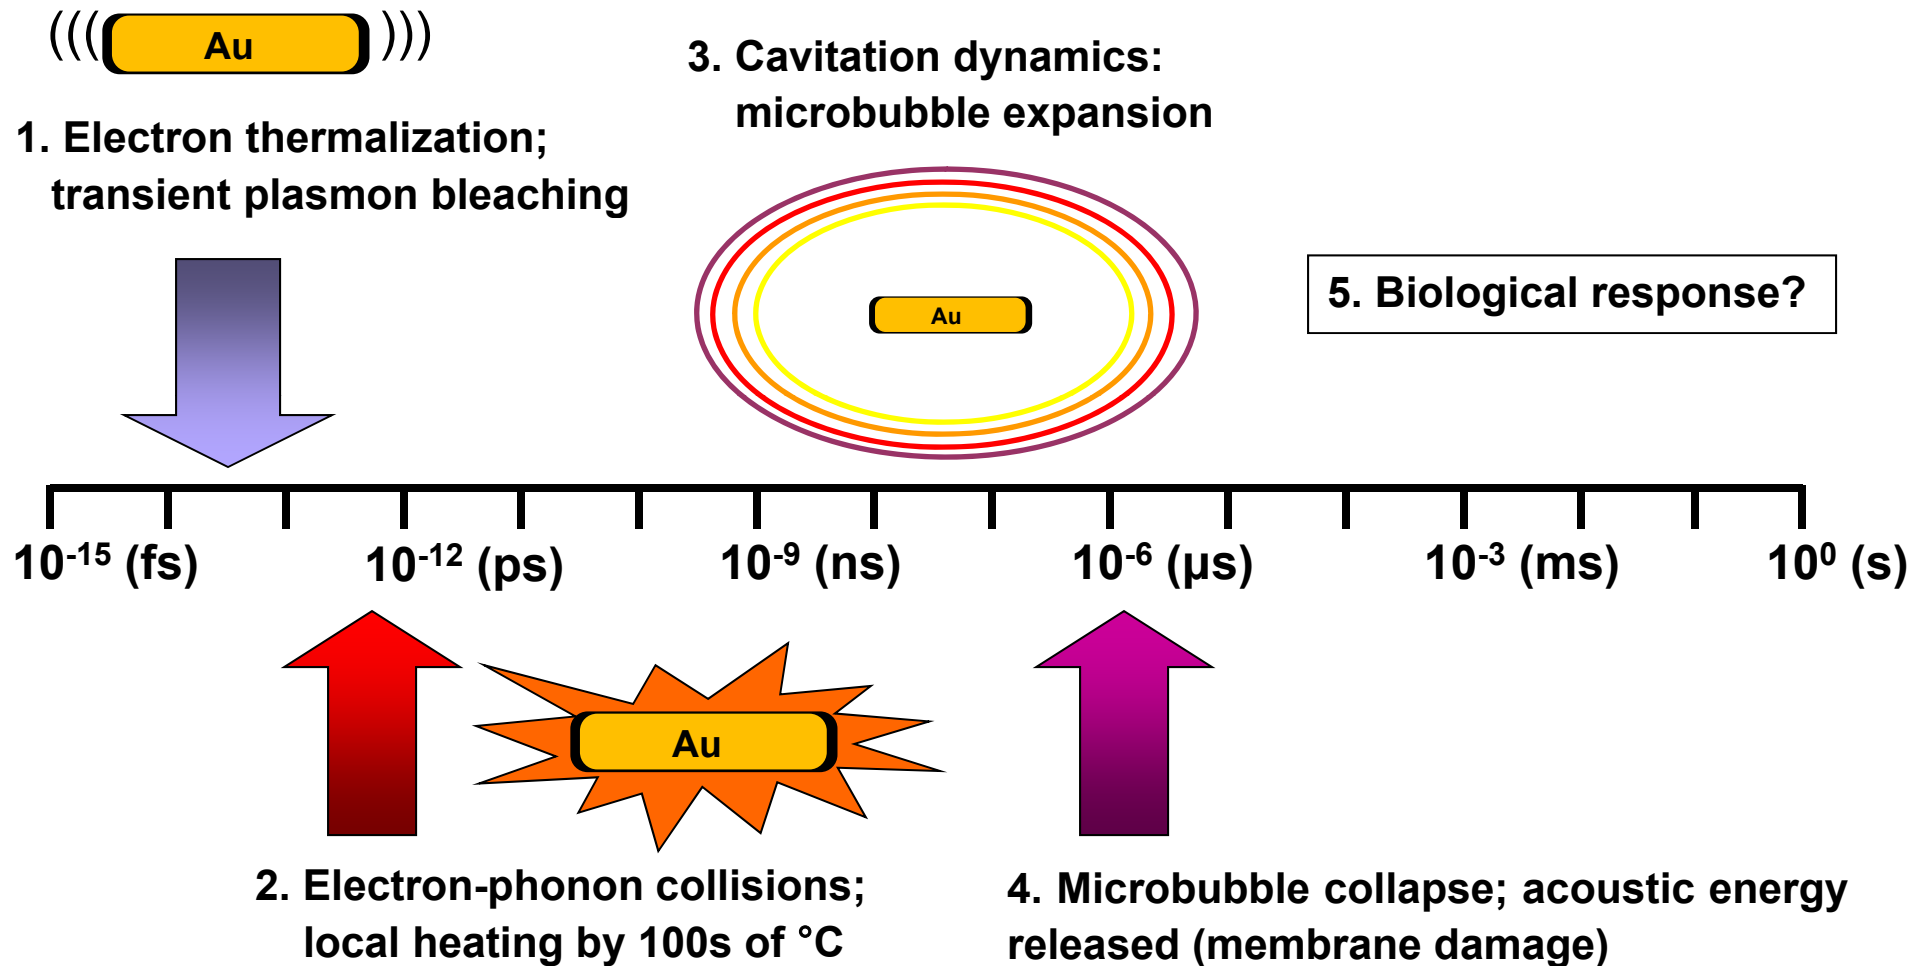 ((( Au )))
1. Electron thermalization;
transient plasmon bleaching
3. Cavitation dynamics:
microbubble expansion
Au
5. Biological response?
10⁻¹⁵ (fs) 10⁻¹² (ps) 10⁻⁹ (ns) 10⁻⁶ (µs) 10⁻³ (ms) 10⁰ (s)
Au
2. Electron-phonon collisions;
local heating by 100s of °C
4. Microbubble collapse; acoustic energy
released (membrane damage)